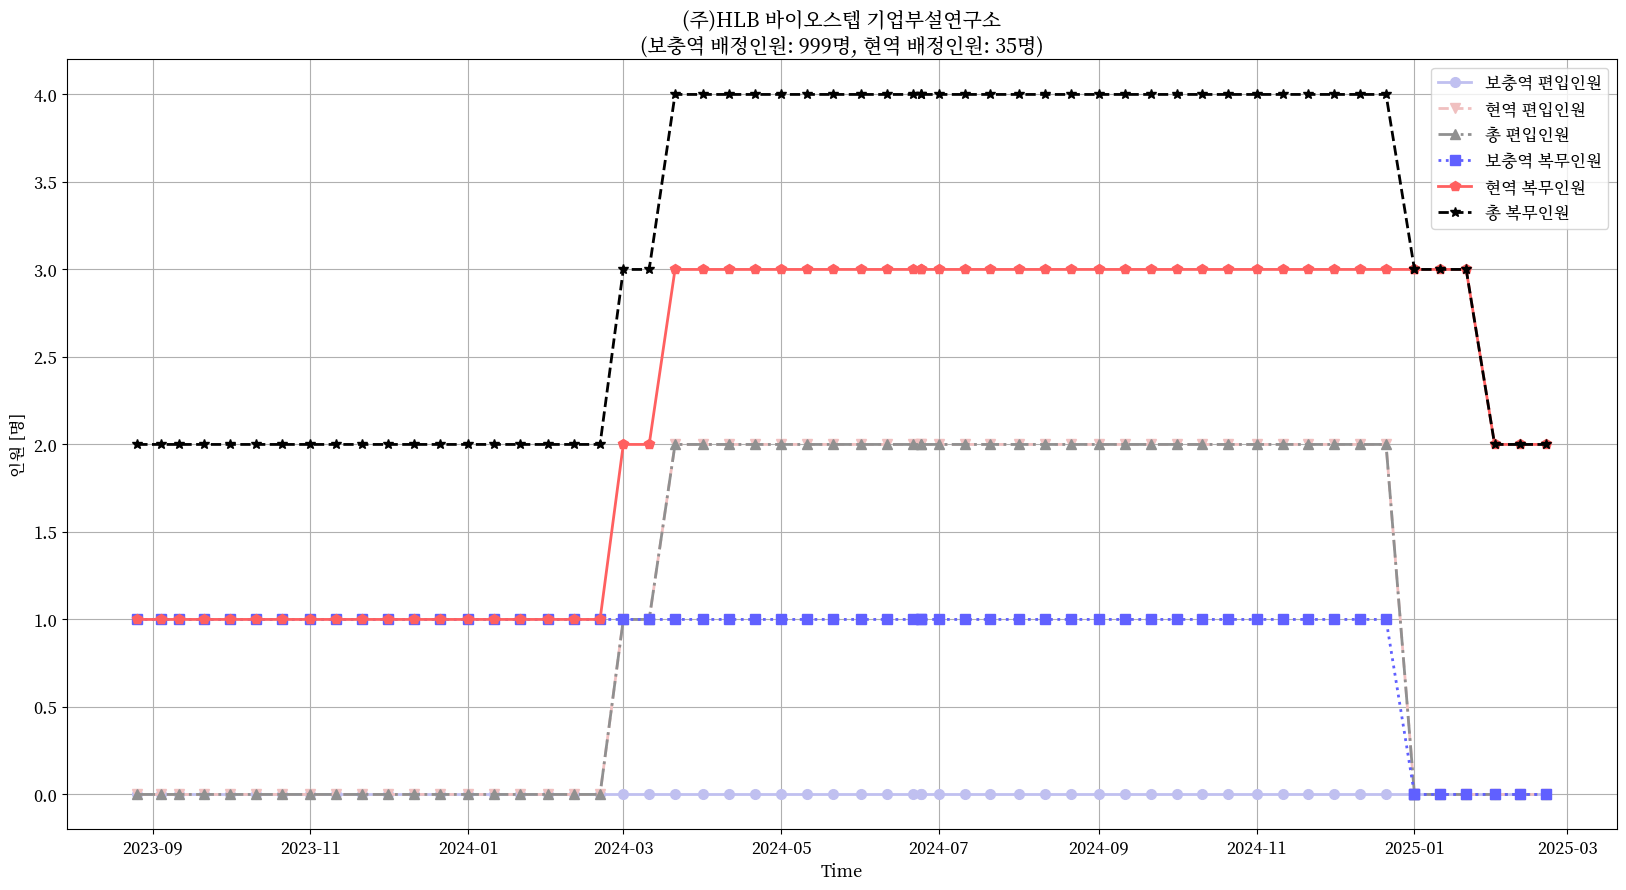 (주)HLB 바이오스텝 기업부설연구소
(보충역 배정인원: 999명, 현역 배정인원: 35명)
보충역 편입인원
현역 편입인원
총 편입인원
보충역 복무인원
현역 복무인원
총 복무인원
인원 [명]
4.0
3.5
3.0
2.5
2.0
1.5
1.0
0.5
0.0
2023-09
2023-11
2024-01
2024-03
2024-05
2024-07
2024-09
2024-11
2025-01
2025-03
Time